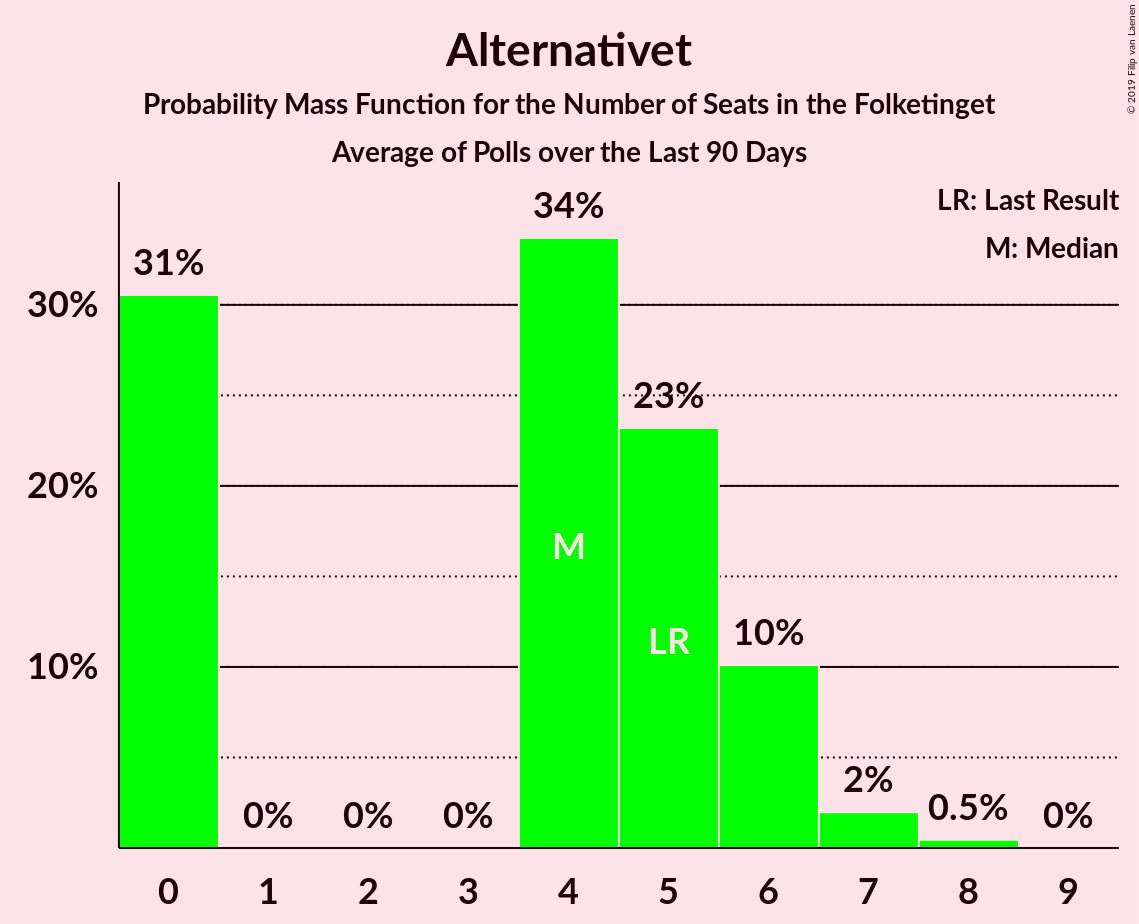 Alternativet
Probability Mass Function for the Number of Seats in the Folketinget
Average of Polls over the Last 90 Days
© 2019 Filip van Laenen
LR: Last Result
M: Median
34%
31%
30%
23%
20%
M
LR
10%
10%
2%
0.5%
0%
0%
0%
0%
0
1
2
3
4
5
6
7
8
9